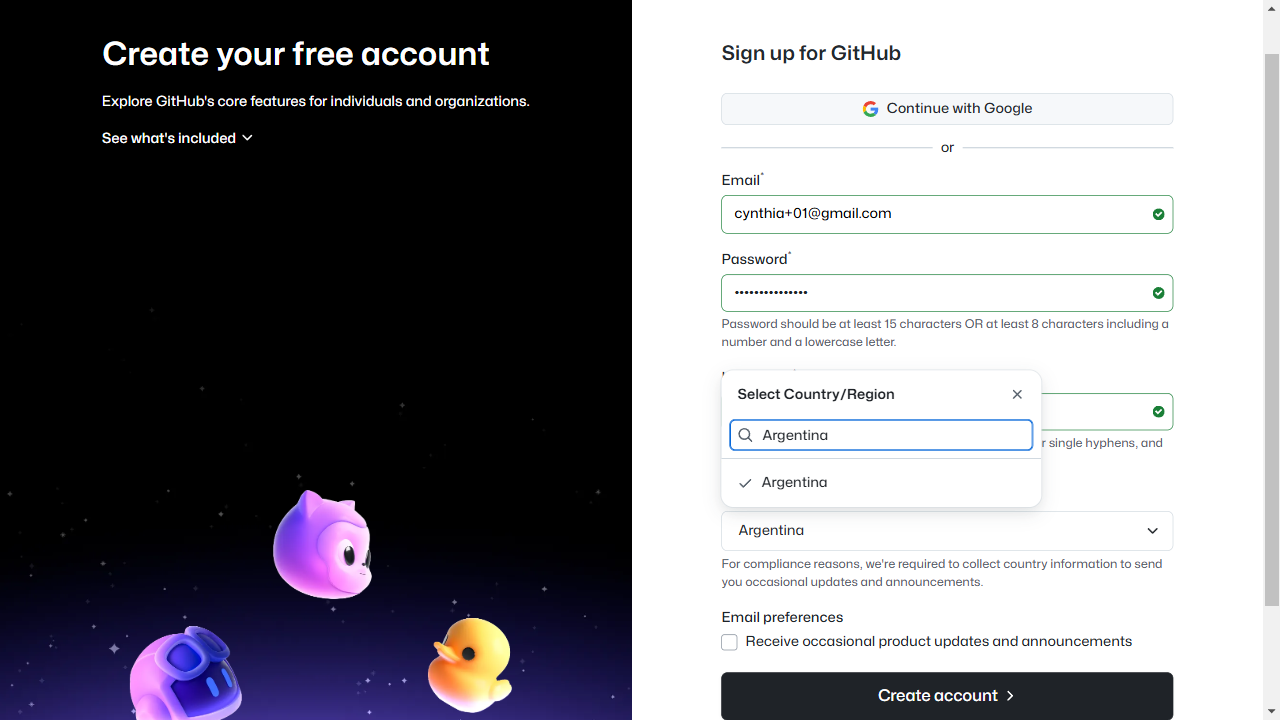 Create your free account
Explore GitHub's core features for individuals and organizations.
See what's included
Sign up for GitHub
Continue with Google
or
Email*
cynthia+01@gmail.com
Password*
•••••••••••••••
Password should be at least 15 characters OR at least 8 characters including a
number and a lowercase letter.
Select Country/Region
Argentina
single hyphens, and
Argentina
Argentina
For compliance reasons, we're required to collect country information to send
you occasional updates and announcements.
Email preferences
Receive occasional product updates and announcements
Create account